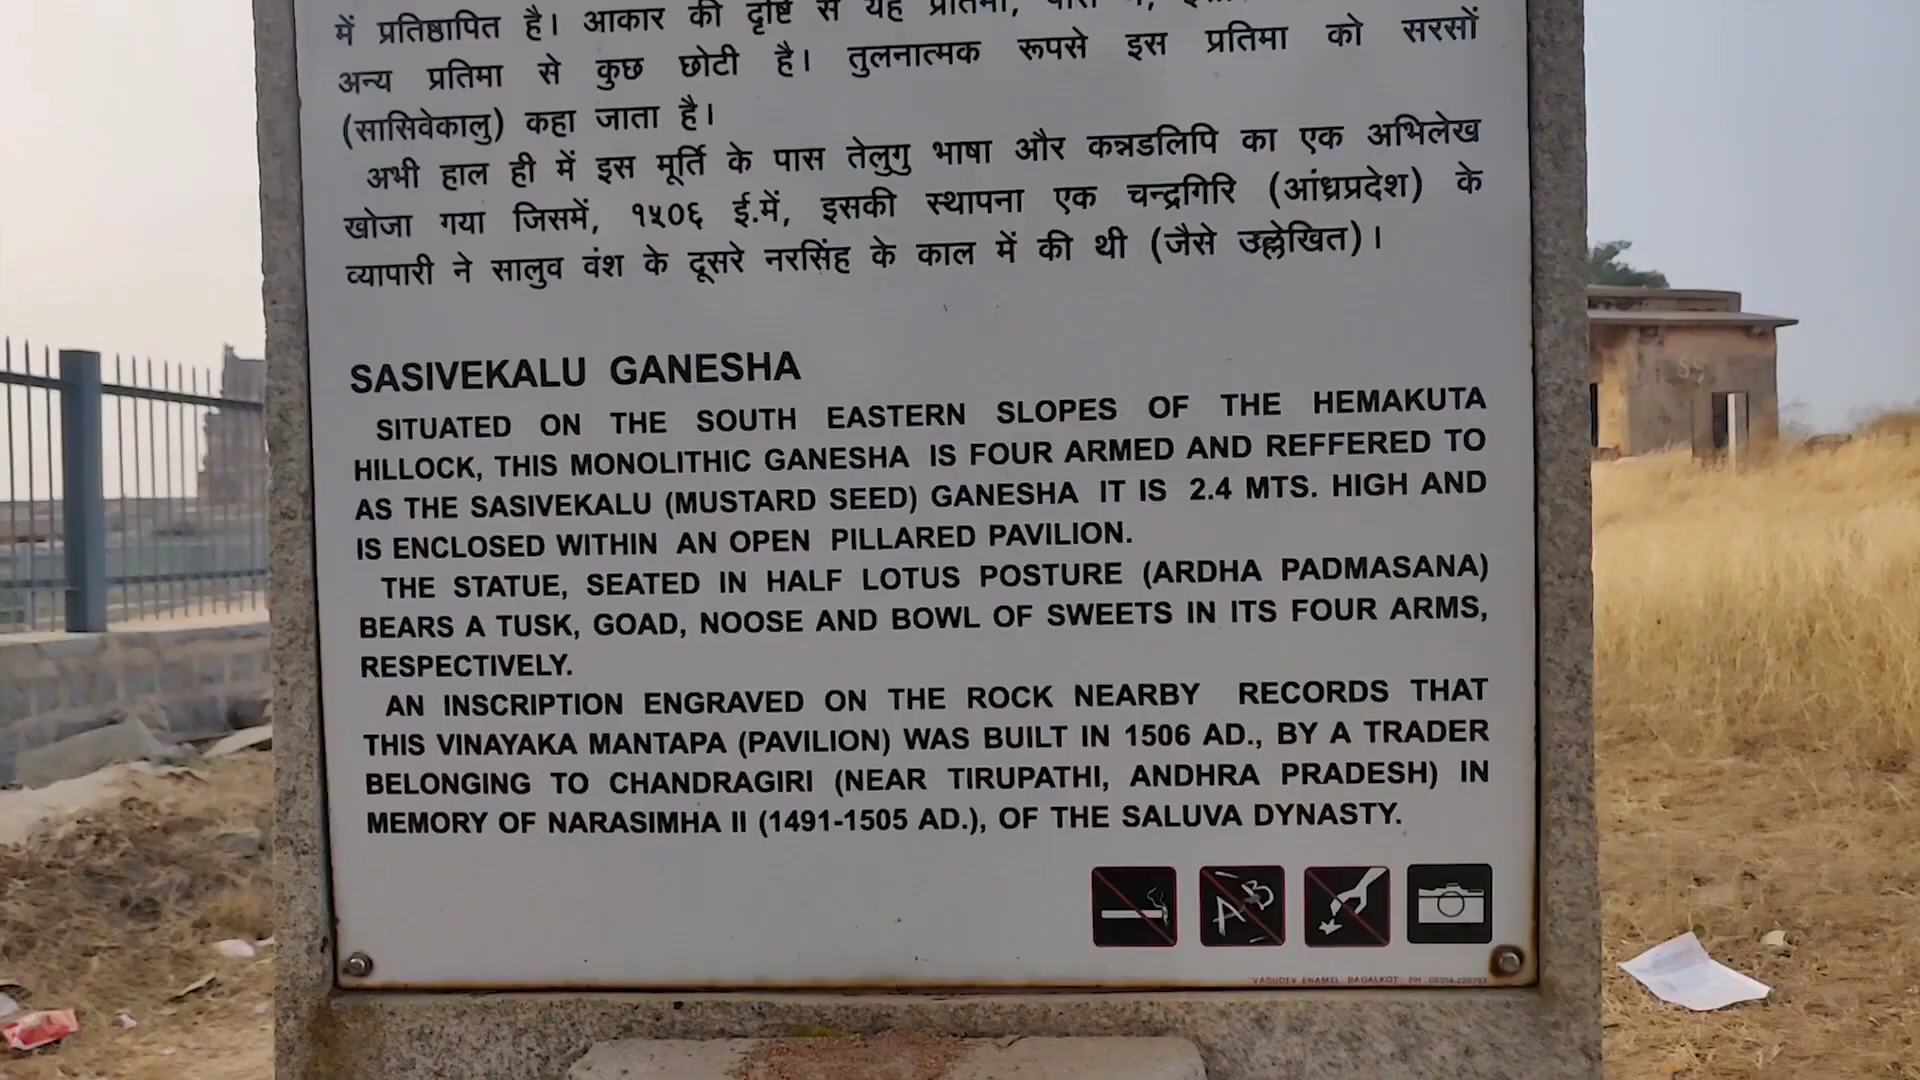 में प्रतिष्ठापित है। आकार की दृष्टि से यह प्रतिमा,
अन्य प्रतिमा से कुछ छोटी है। तुलनात्मक रूपसे इस प्रतिमा को सरसों
(सासिवेकालु) कहा जाता है।
अभी हाल ही में इस मूर्ति के पास तेलुगु भाषा और कन्नडलिपि का एक अभिलेख
खोजा गया जिसमें, १५०६ ई.में, इसकी स्थापना एक चन्द्रगिरि (आंध्रप्रदेश) के
व्यापारी ने सालुव वंश के दूसरे नरसिंह के काल में की थी (जैसे उल्लेखित)।
SASIVEKALU GANESHA
SITUATED ON THE SOUTH EASTERN SLOPES OF THE HEMAKUTA
HILLOCK, THIS MONOLITHIC GANESHA IS FOUR ARMED AND REFFERED TO
AS THE SASIVEKALU (MUSTARD SEED) GANESHA IT IS 2.4 MTS. HIGH AND
IS ENCLOSED WITHIN AN OPEN PILLARED PAVILION.
THE STATUE, SEATED IN HALF LOTUS POSTURE (ARDHA PADMASANA)
BEARS A TUSK, GOAD, NOOSE AND BOWL OF SWEETS IN ITS FOUR ARMS,
RESPECTIVELY.
AN INSCRIPTION ENGRAVED ON THE ROCK NEARBY RECORDS THAT
THIS VINAYAKA MANTAPA (PAVILION) WAS BUILT IN 1506 AD., BY A TRADER
BELONGING TO CHANDRAGIRI (NEAR TIRUPATHI, ANDHRA PRADESH) IN
MEMORY OF NARASIMHA II (1491-1505 AD.), OF THE SALUVA DYNASTY.
A B
VASUDEV ENAMEL BAGALKOT PH